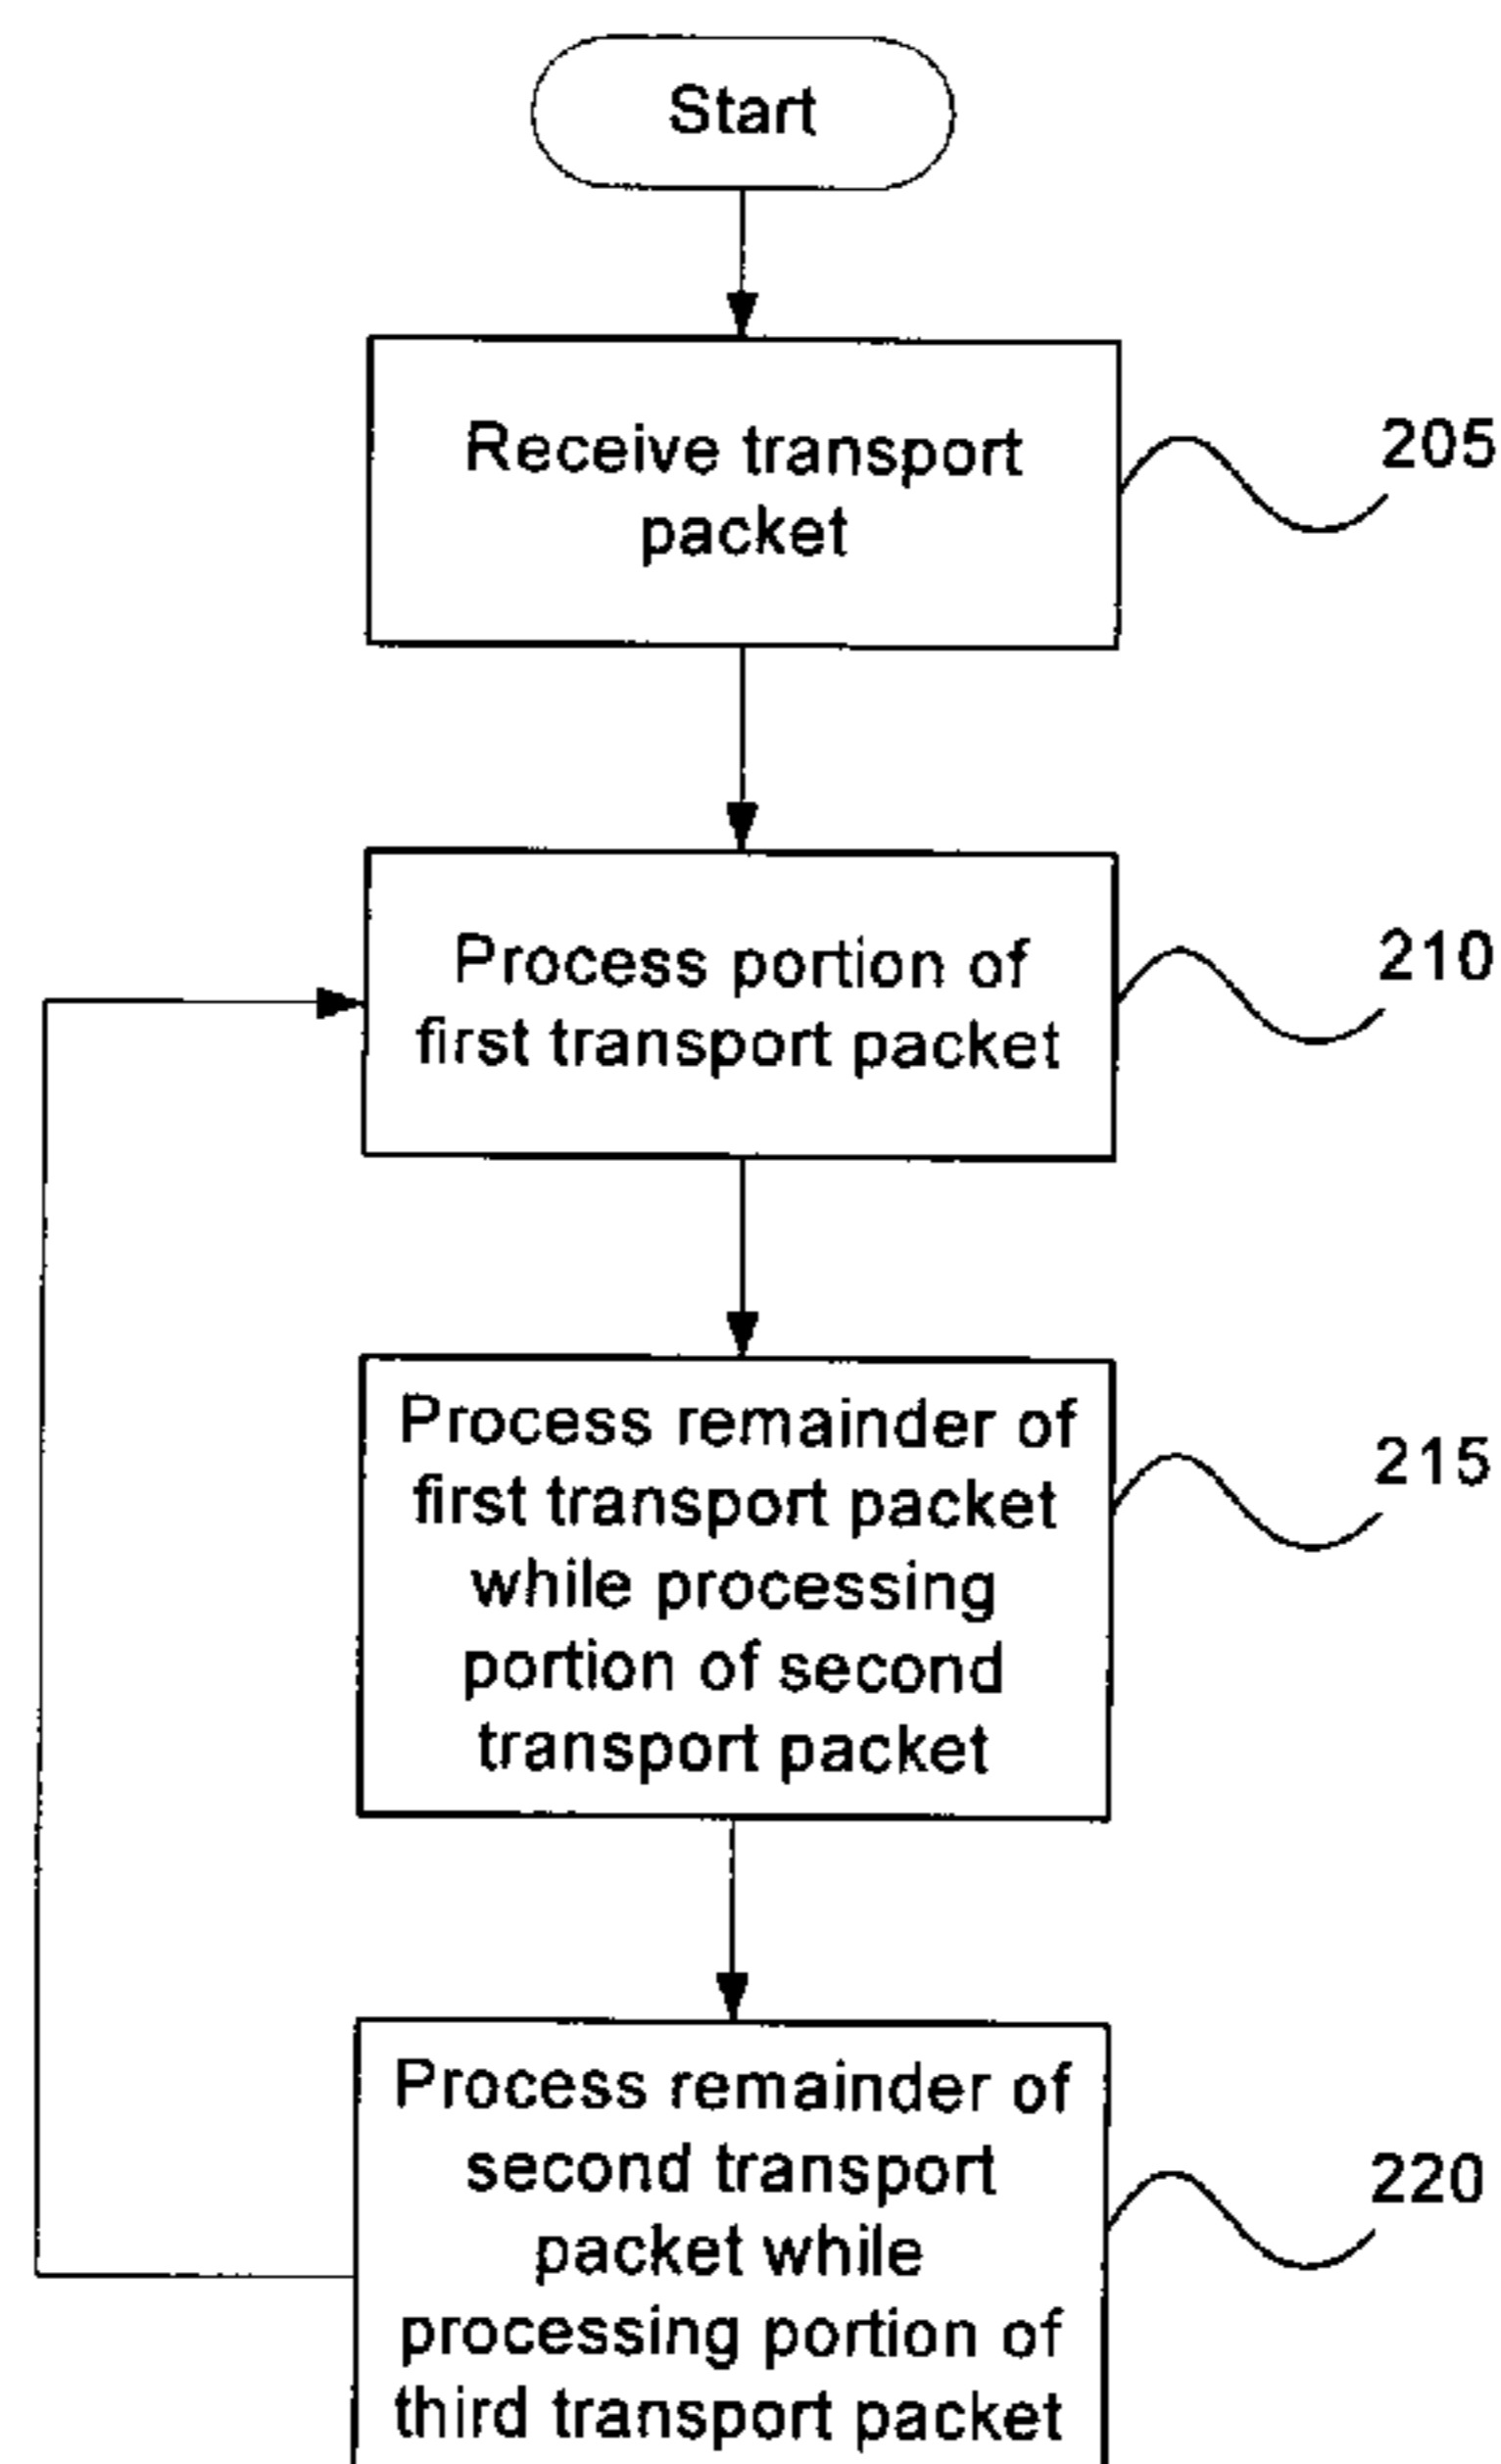 Start
Receive transport
packet
205
Process portion of
first transport packet
210
Process remainder of
first transport packet
while processing
portion of second
transport packet
215
Process remainder of
second transport
packet while
processing portion of
third transport packet
220